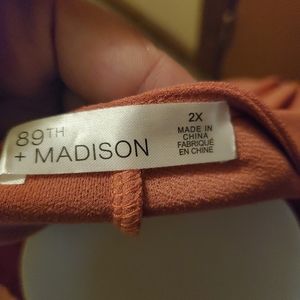 89TH
+ MADISON
2X
MADE IN
CHINA
FABRIQUÉ
EN CHINE